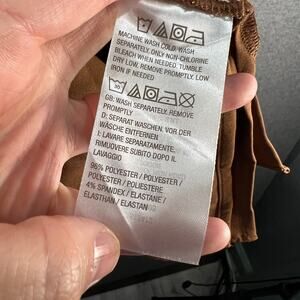 MACHINE WASH COLD. WASH
SEPARATELY. ONLY NON-CHLORINE
BLEACH WHEN NEEDED. TUMBLE
DRY LOW. REMOVE PROMPTLY. LOW
IRON IF NEEDED
30
GB: WASH SEPARATELY. REMOVE
PROMPTLY
D: SEPARAT WASCHEN. VOR DER
WÄSCHE ENTFERNEN
I: LAVARE SEPARATAMENTE.
RIMUOVERE SUBITO DOPO IL
LAVAGGIO
96% POLYESTER / POLYESTER /
POLYESTER / POLIESTERE
4% SPANDEX / ELASTANE /
ELASTHAN / ELASTAN